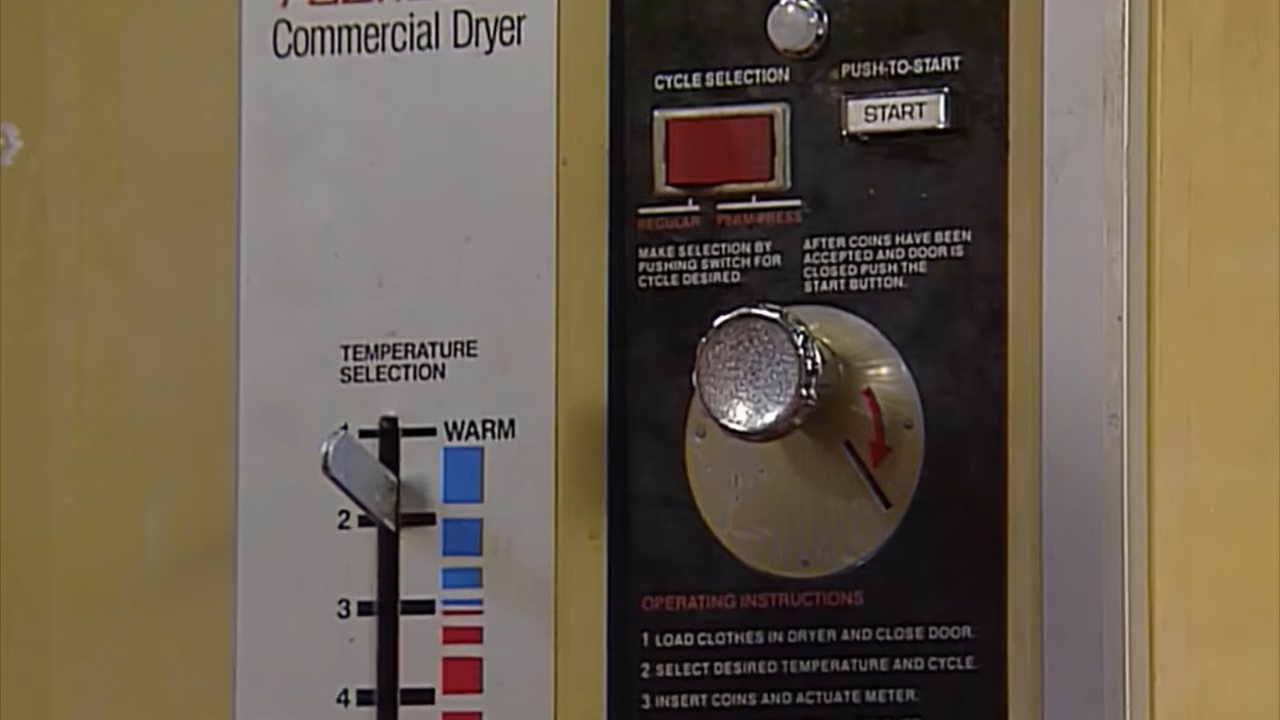 Commercial Dryer
TEMPERATURE
SELECTION
1
WARM
2
3
4
CYCLE SELECTION
PUSH-TO-START
START
REGULAR
PERM-PRESS
MAKE SELECTION BY
PUSHING SWITCH FOR
CYCLE DESIRED.
AFTER COINS HAVE BEEN
ACCEPTED AND DOOR IS
CLOSED PUSH THE
START BUTTON.
OPERATING INSTRUCTIONS
1 LOAD CLOTHES IN DRYER AND CLOSE DOOR.
2 SELECT DESIRED TEMPERATURE AND CYCLE.
3 INSERT COINS AND ACTUATE METER.